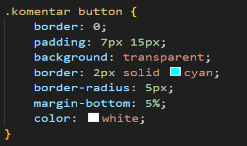 .komentar button {
border: 0;
padding: 7px 15px;
background: transparent;
border: 2px solid cyan;
border-radius: 5px;
margin-bottom: 5%;
color: white;
}